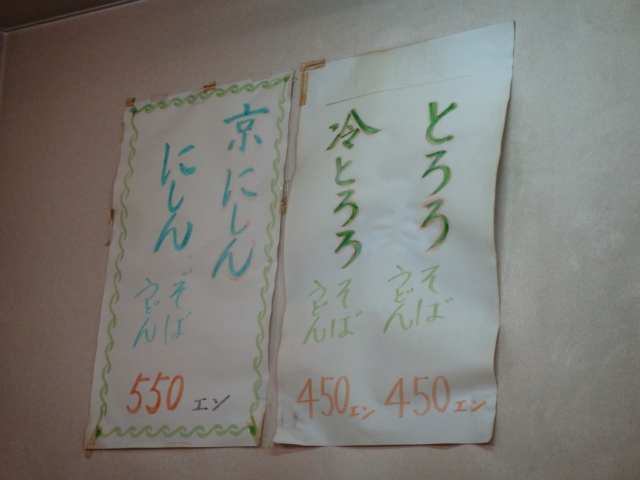 とろろ
そば
うどん
450エン
冷とろろ
そば
うどん
450エン
京にしん
にしん
そば
うどん
550エン